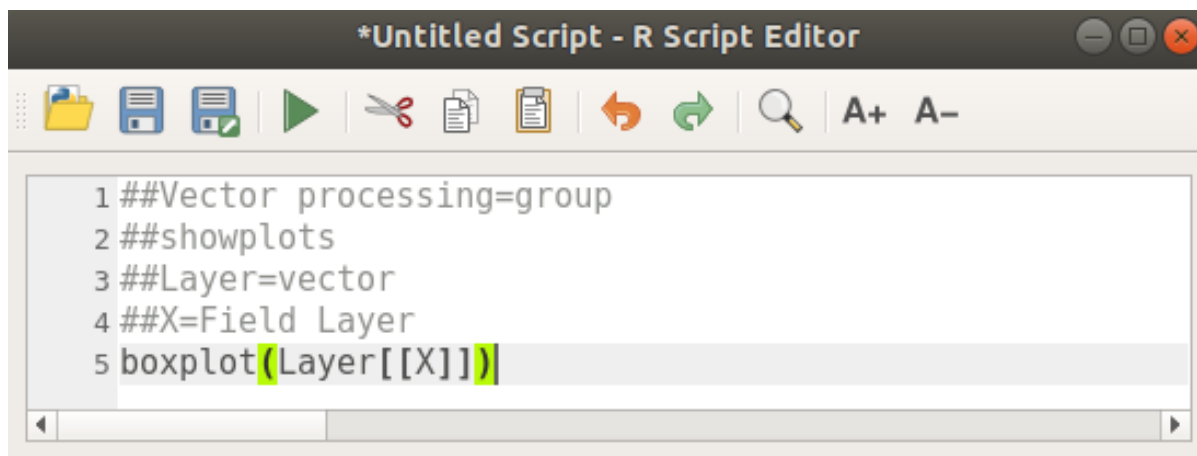 *Untitled Script - R Script Editor
A+ A-
1 ##Vector processing=group
2 ##showplots
3 ##Layer=vector
4 ##X=Field Layer
5 boxplot(Layer[[X]])